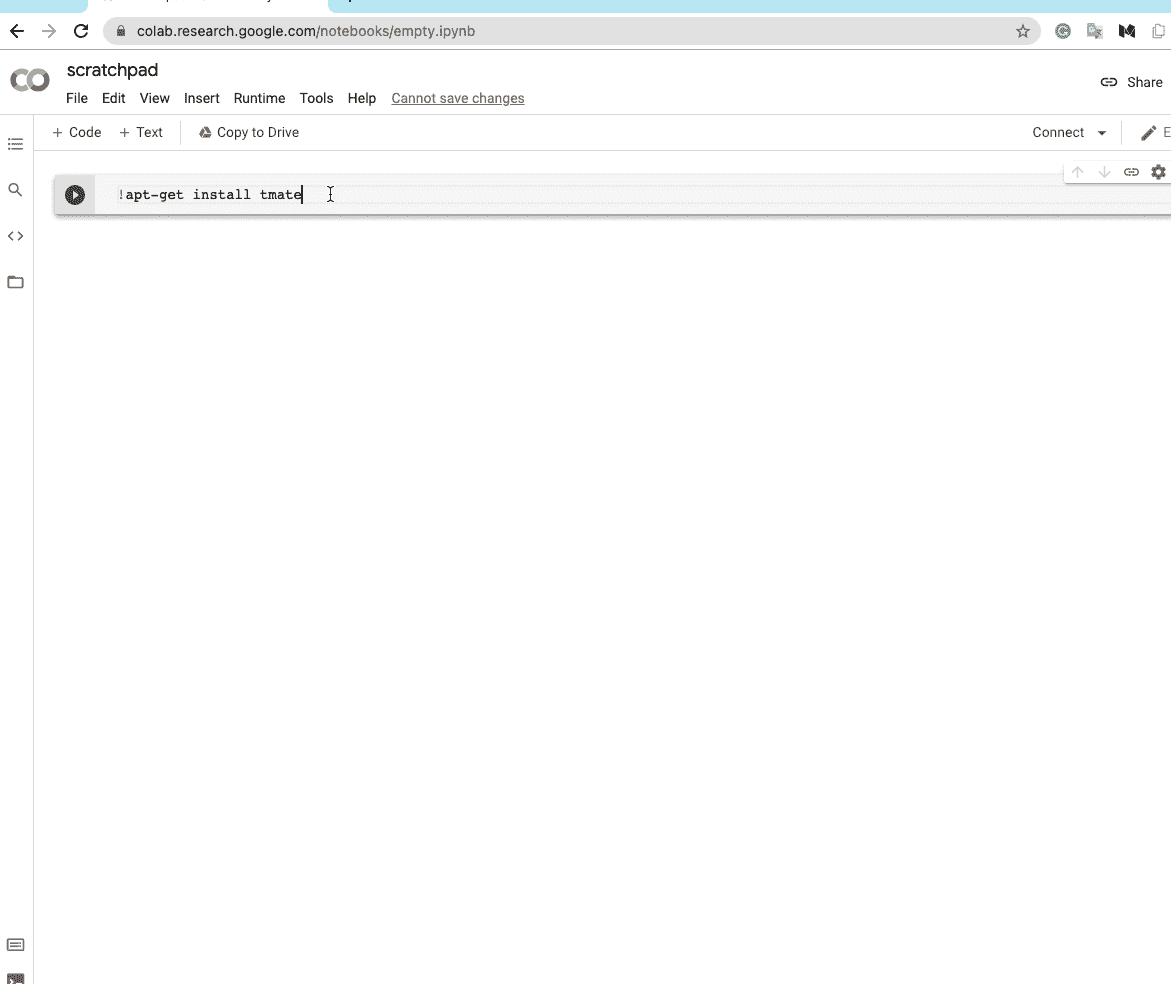 colab.research.google.com/notebooks/empty.ipynb
scratchpad
Share
File Edit View Insert Runtime Tools Help Cannot save changes
+ Code + Text Copy to Drive Connect E
!apt-get install tmate